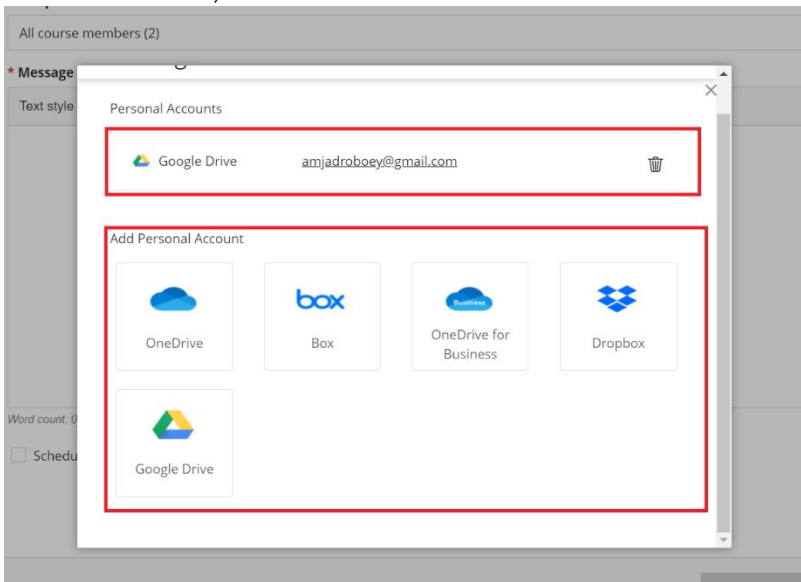 All course members (2)
* Message
Text style
Personal Accounts
Google Drive amjadroboey@gmail.com
Add Personal Account
OneDrive
box
Box
Business
OneDrive for
Business
Dropbox
Google Drive
Word count: 0
Schedu